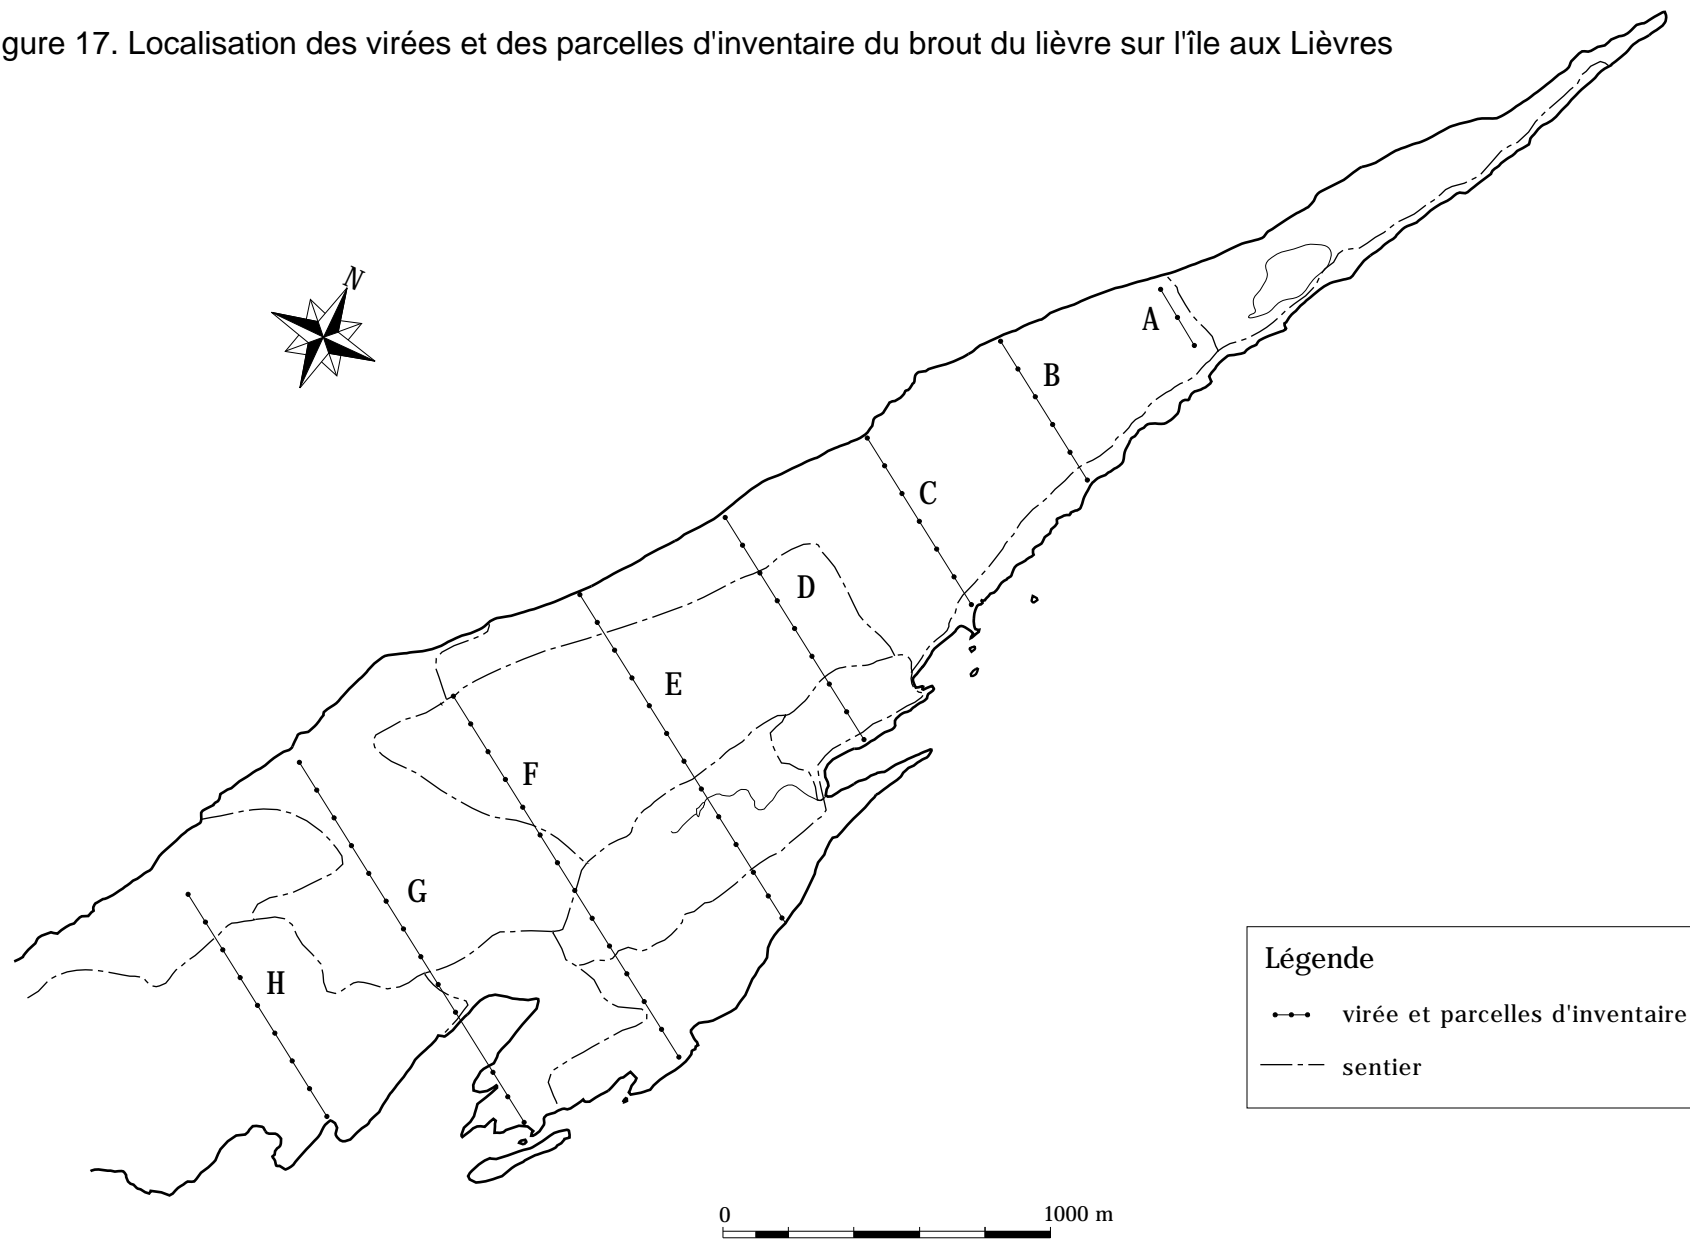 gure 17. Localisation des virées et des parcelles d'inventaire du brout du lièvre sur l'île aux Lièvres
N
A
B
C
D
E
F
G
H
Légende
virée et parcelles d'inventaire
sentier
0 1000 m